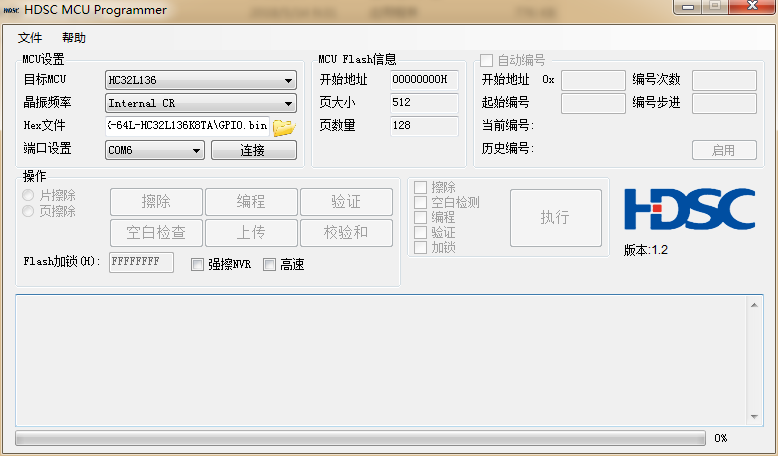 HDSC MCU Programmer
文件 帮助
MCU设置
目标MCU HC32L136
晶振频率 Internal CR
Hex文件 (-64L-HC32L136K8TA\GPIO.bin
端口设置 COM6 连接
MCU Flash信息
开始地址 00000000H
页大小 512
页数量 128
自动编号
开始地址 0x 编号次数
起始编号 编号步进
当前编号:
历史编号: 启用
操作
片擦除
页擦除
擦除 编程 验证
空白检查 上传 校验和
Flash加锁(H): FFFFFFFF 强擦NVR 高速
擦除
空白检测
编程
验证
加锁
执行
HDSC
版本:1.2
0%